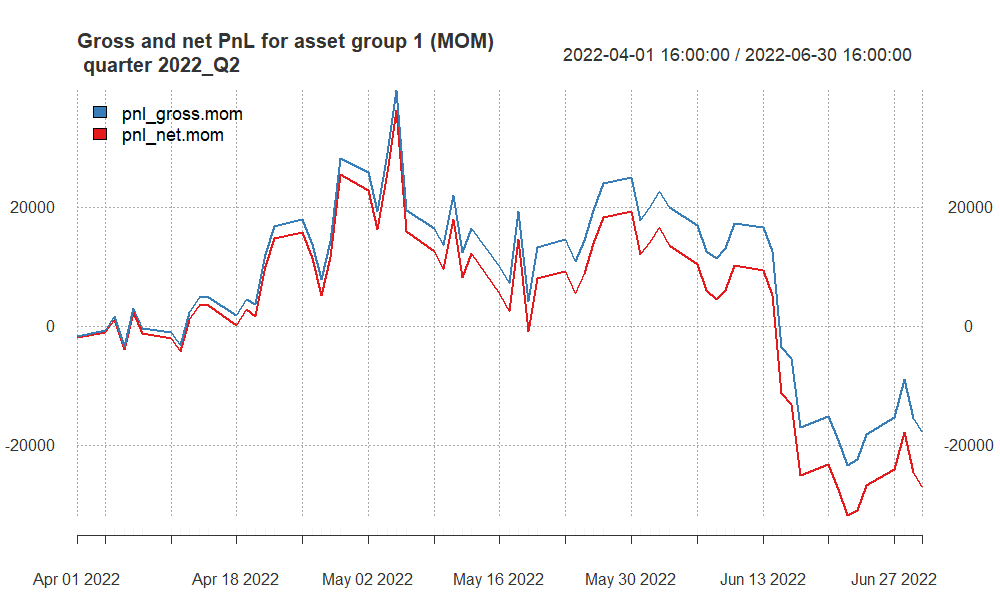 Gross and net PnL for asset group 1 (MOM)
quarter 2022_Q2
2022-04-01 16:00:00 / 2022-06-30 16:00:00
pnl_gross.mom
pnl_net.mom
20000 20000
0 0
-20000 -20000
Apr 01 2022 Apr 18 2022 May 02 2022 May 16 2022 May 30 2022 Jun 13 2022 Jun 27 2022